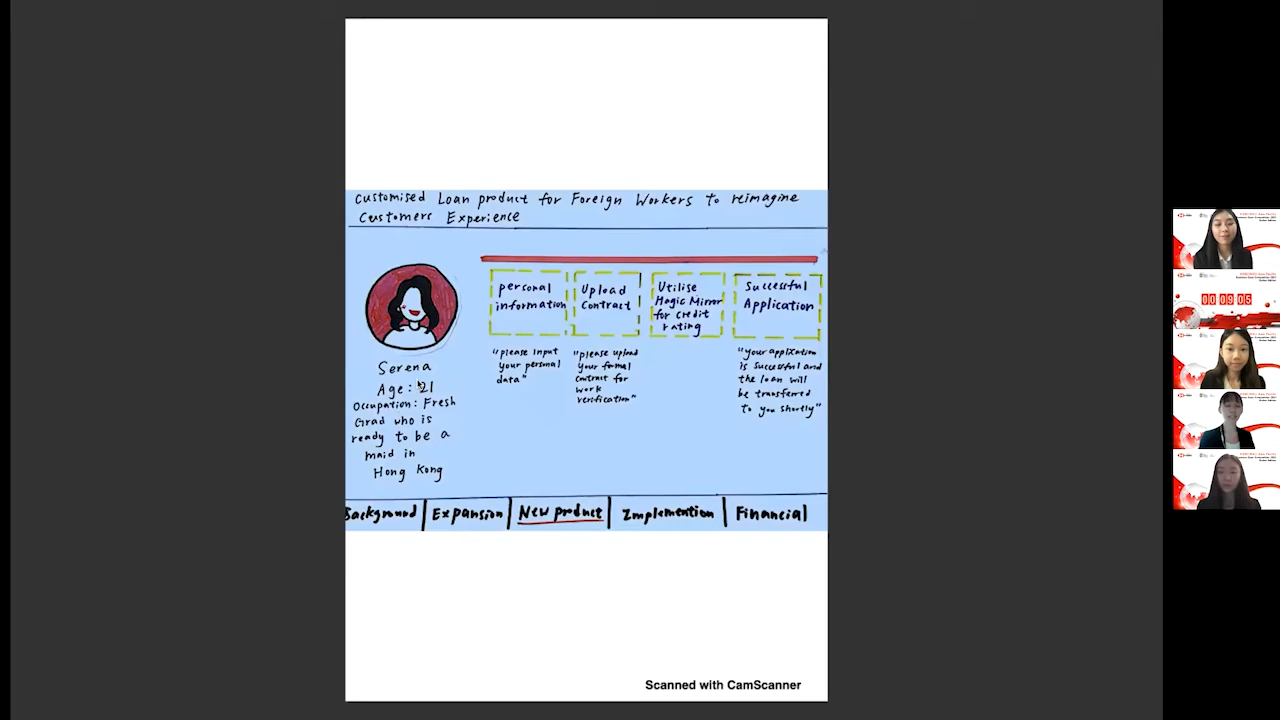 Customised Loan product for Foreign Workers to reimagine
Customers Experience
personal
information
Upload
Contract
Utilise
Magic Mirror
for Credit
rating
Successful
Application
"please input
your personal
data"
"please upload
your formal
contract for
work
verification"
"your application
is successful and
the loan will
be transferred
to you shortly"
Serena
Age: 21
Occupation: Fresh
Grad who is
ready to be a
maid in
Hong Kong
Background
Expansion
New product
Implemention
Financial
Scanned with CamScanner
00:09:05